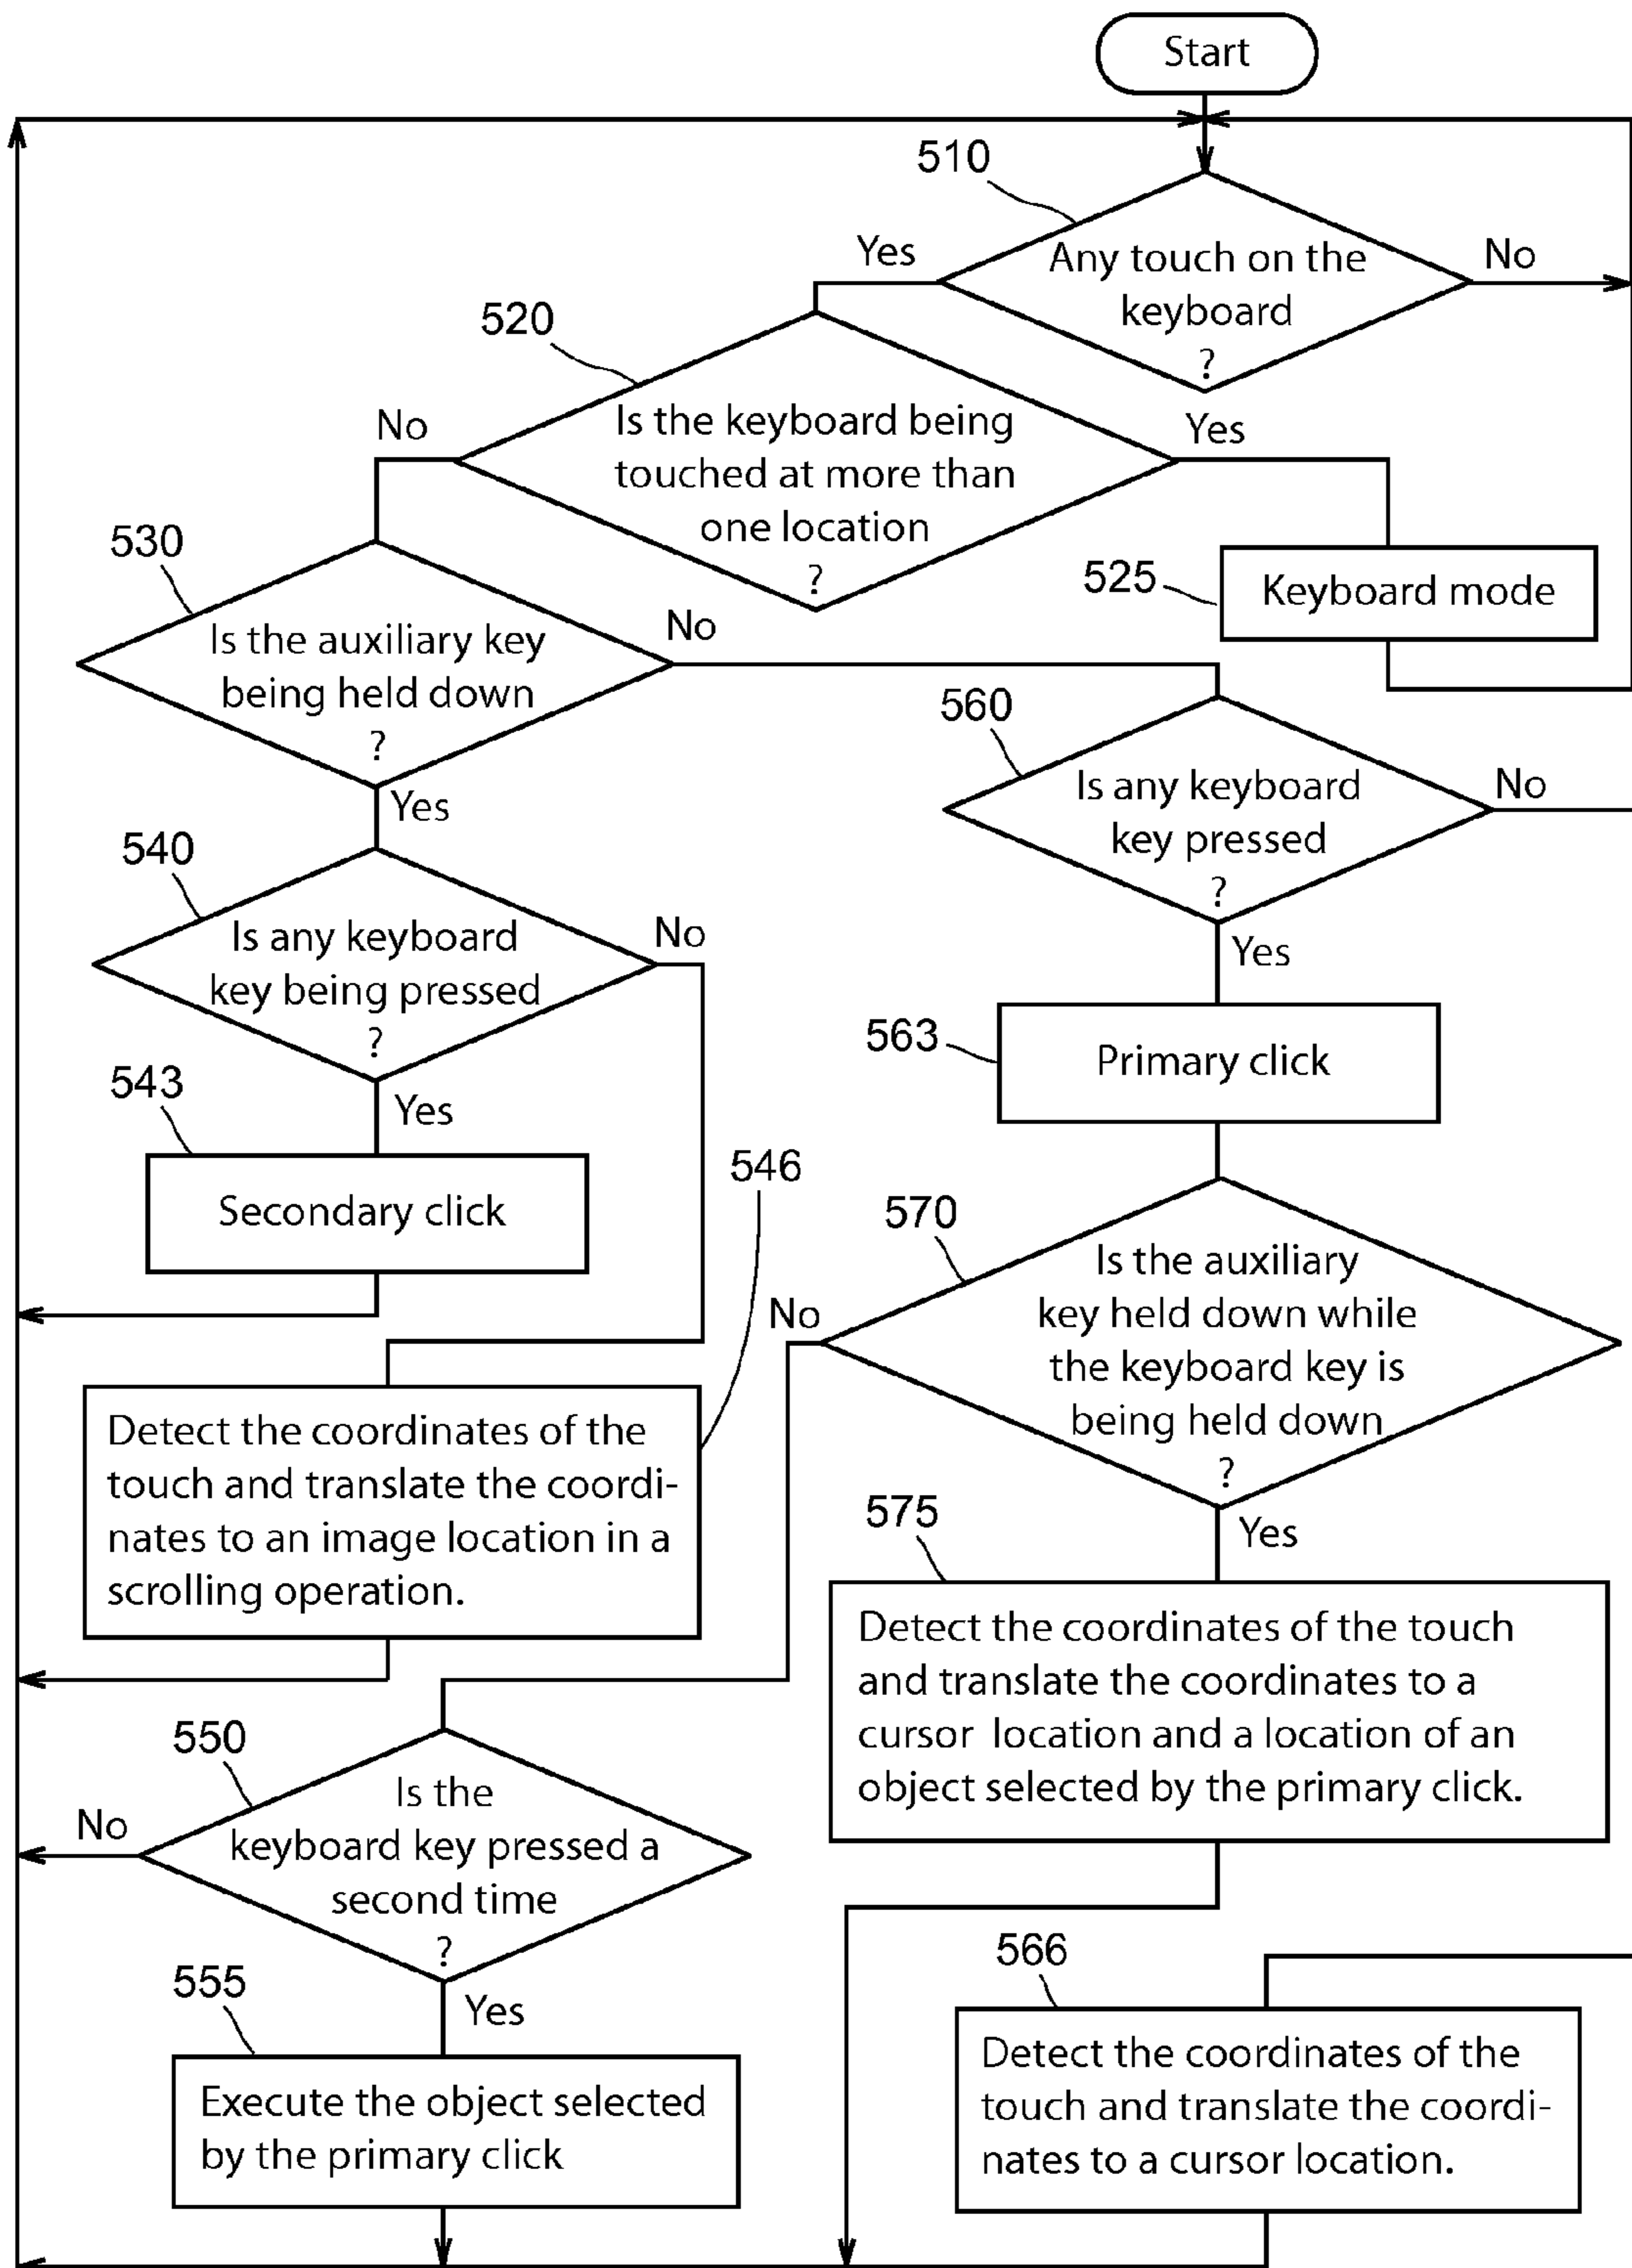 Start
510
Yes
Any touch on the
keyboard
?
No
520
No
Is the keyboard being
touched at more than
one location
?
Yes
530
525
Keyboard mode
Is the auxiliary key
being held down
?
No
Yes
560
Is any keyboard
key pressed
?
No
Yes
540
Is any keyboard
key being pressed
?
No
Yes
563
Primary click
543
Secondary click
546
570
Is the auxiliary
key held down while
the keyboard key is
being held down
?
No
Yes
Detect the coordinates of the
touch and translate the coordi-
nates to an image location in a
scrolling operation.
575
Detect the coordinates of the touch
and translate the coordinates to a
cursor location and a location of an
object selected by the primary click.
550
Is the
keyboard key pressed a
second time
?
No
Yes
566
Detect the coordinates of the
touch and translate the coordi-
nates to a cursor location.
555
Execute the object selected
by the primary click